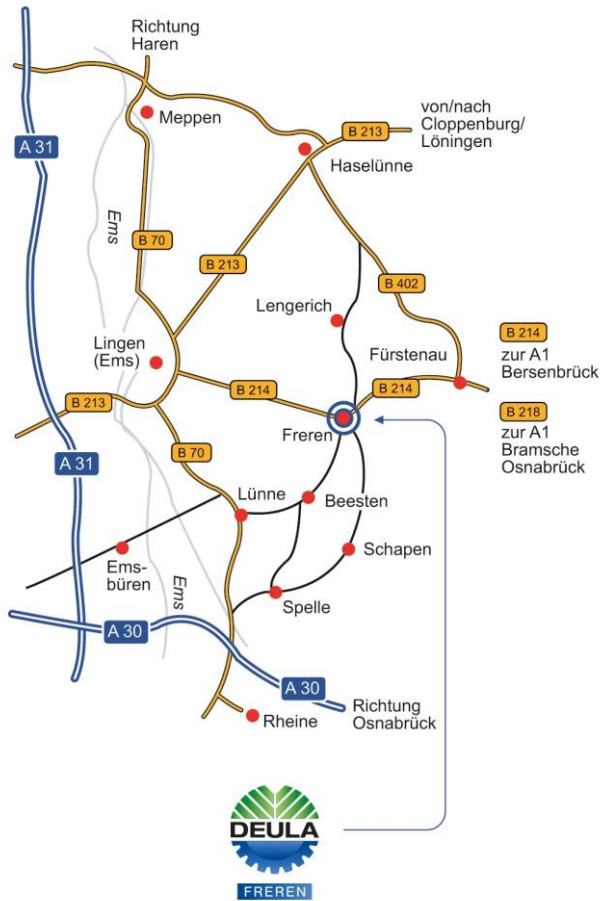 Richtung
Haren
Meppen
B 213
von/nach
Cloppenburg/
Löningen
A 31
Haselünne
Ems
B 70
B 213
B 402
Lengerich
Lingen
(Ems)
Fürstenau
B 214
zur A1
Bersenbrück
B 214
B 214
B 213
Freren
B 218
zur A1
Bramsche
Osnabrück
A 31
B 70
Lünne
Beesten
Schapen
Ems-
büren
Ems
Spelle
A 30
A 30
Richtung
Osnabrück
Rheine
DEULA
FREREN